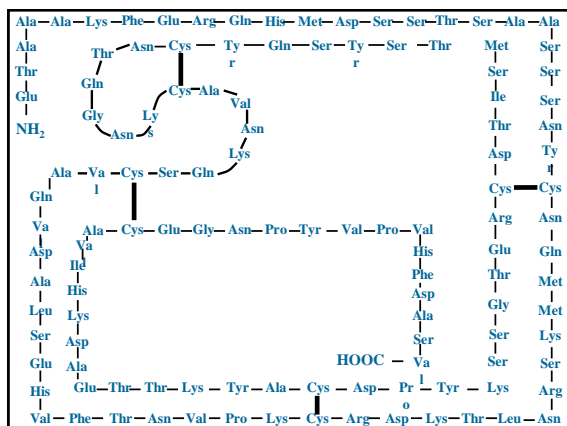 Ala Ala Lys Phe Glu Arg Gln His Met Asp Ser Ser Thr Ser Ala Ala
Ala Thr Asn Cys Tyr Gln Ser Tyr Ser Thr Met Ser
Thr Gln Ser Ser
Glu Cys Ala Ile Ser
Gly Lys Val
NH2 Asn Asn Thr Asn
Lys Asp Tyr
Ala Val Cys Ser Gln
Gln Cys Cys
Val Ala Cys Glu Gly Asn Pro Tyr Val Pro Val Arg Asn
Asp Val His Glu Gln
Ile Phe
Ala His Asp Thr Met
Leu Lys Ala Gly Met
Ser Asp Ser Ser Lys
Glu Ala HOOC Val Ser Ser
His Glu Thr Thr Lys Tyr Ala Cys Asp Pro Tyr Lys Arg
Val Phe Thr Asn Val Pro Lys Cys Arg Asp Lys Thr Leu Asn